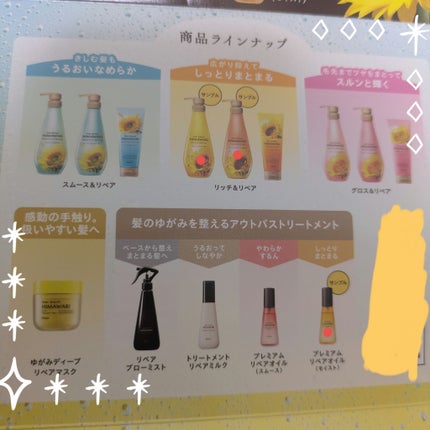 商品ラインナップ
きしむ髪も
うるおいなめらか
広がり抑えて
しっとりまとまる
毛先までツヤをまとって
スルンと輝く
サンプル
サンプル
スムース&リペア
リッチ&リペア
グロス&リペア
感動の手触り。
扱いやすい髪へ
髪のゆがみを整えるアウトバストリートメント
ベースから整え
まとまる髪へ
うるおって
しなやか
やわらか
するん
しっとり
まとまる
サンプル
HIMAWARI
ゆがみディープ
リペアマスク
リペア
ブローミスト
トリートメント
リペアミルク
プレミアム
リペアオイル
(スムース)
プレミアム
リペアオイル
(モイスト)